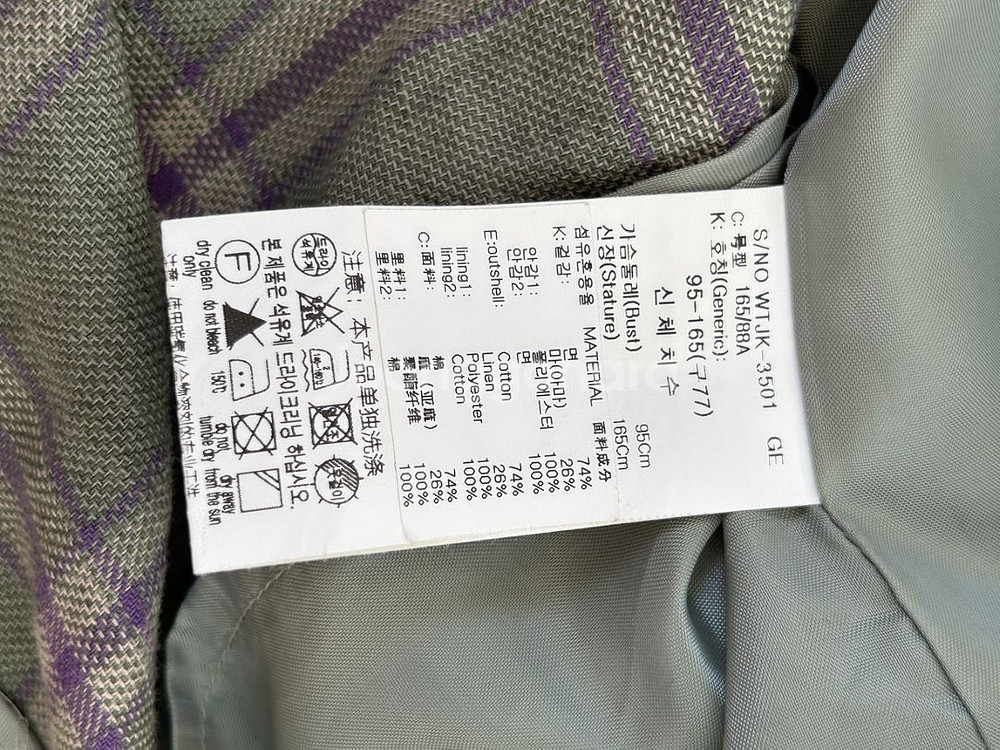 S/NO WTJK-3501 GE
C: 号型 165/88A
K: 호칭(Generic):
95-165(구77)
신 체 치 수
가슴둘레(Bust) 95Cm
신장(Stature) 165Cm
섬유혼용율 MATERIAL 面料成分
K:겉감: 면 74%
마(아마) 26%
안감1: 폴리에스터 100%
안감2: 면 100%
E:outshell: Cotton 74%
Linen 26%
lining1: Polyester 100%
lining2: Cotton 100%
C:面料: 棉 74%
麻 (亚麻) 26%
里料1: 聚酯纤维 100%
里料2: 棉 100%
注意: 本产品单独洗涤
드라이
석유계
본 제품은 석유계 드라이크리닝 하십시오.
F
dry clean only
do not bleach
150℃
do not tumble dry
dry away from the sun